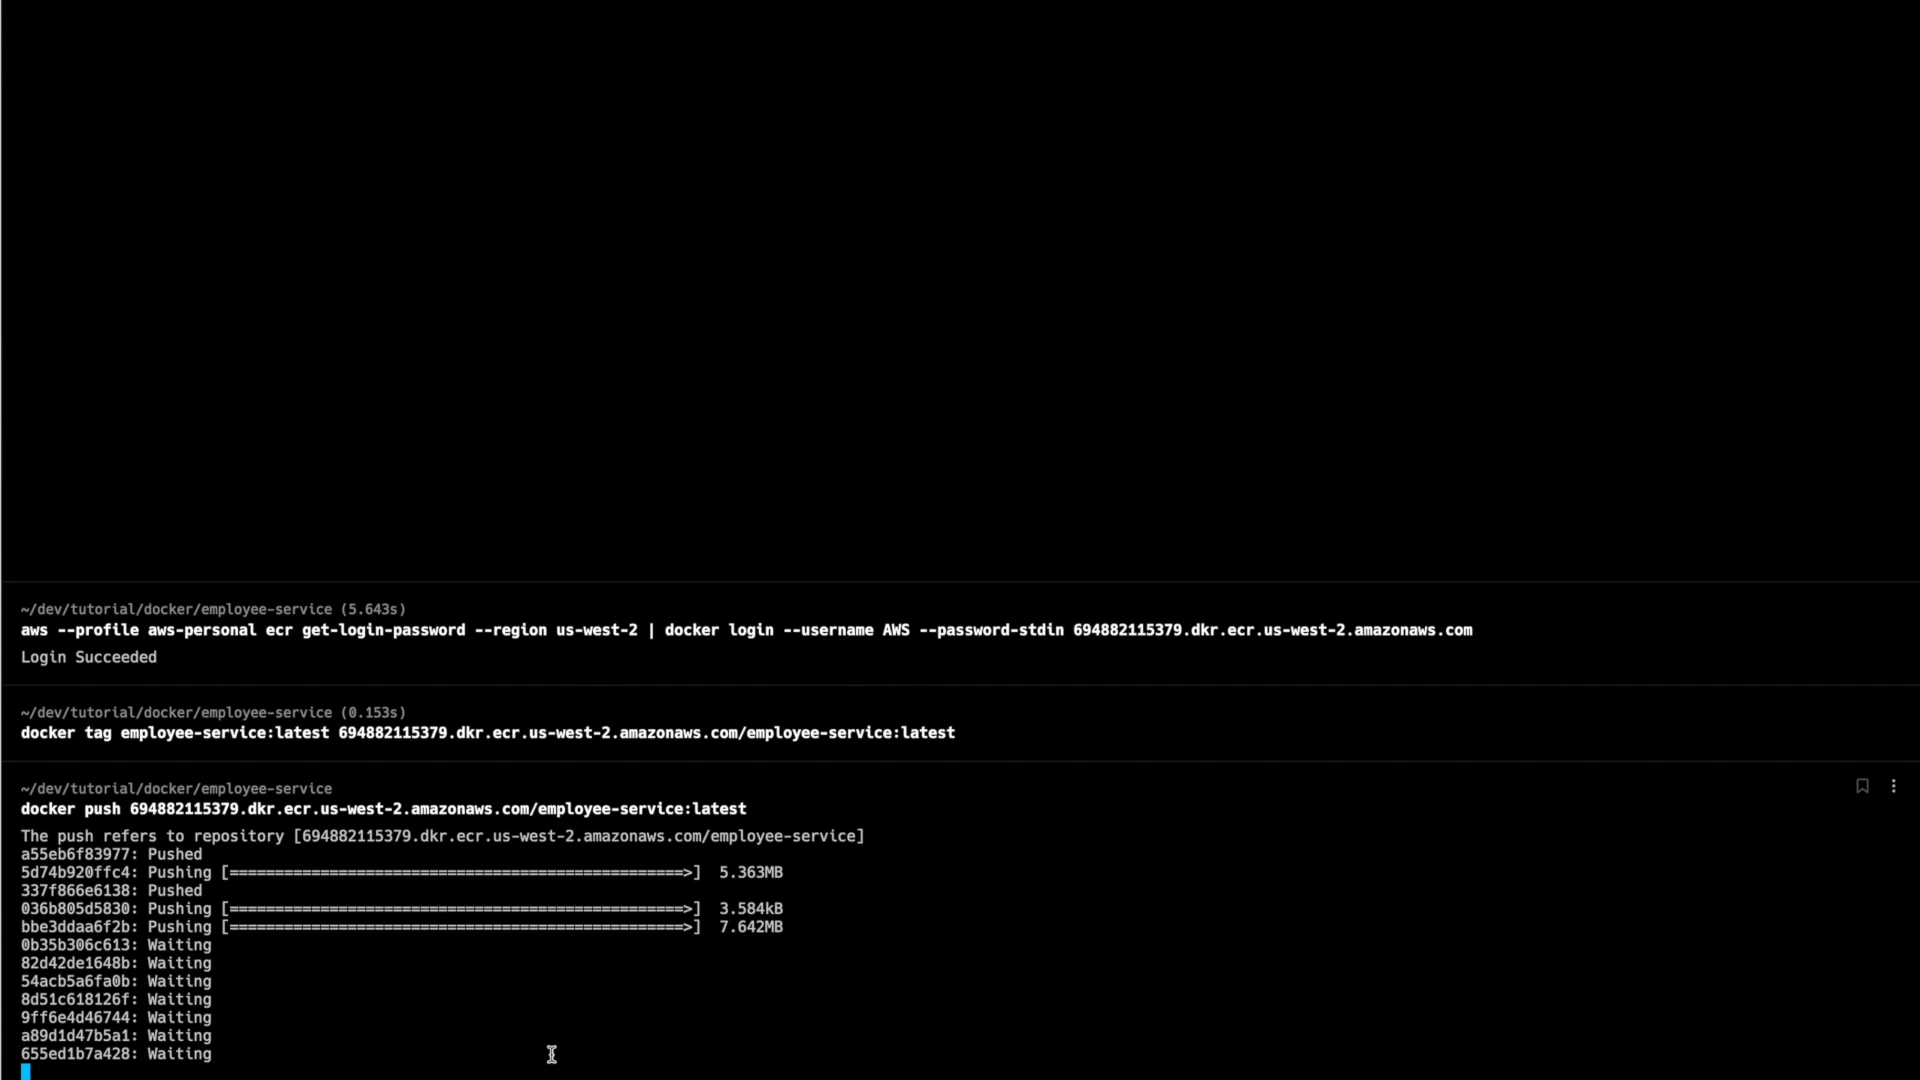 ~/dev/tutorial/docker/employee-service (5.643s)
aws --profile aws-personal ecr get-login-password --region us-west-2 | docker login --username AWS --password-stdin 694882115379.dkr.ecr.us-west-2.amazonaws.com
Login Succeeded
~/dev/tutorial/docker/employee-service (0.153s)
docker tag employee-service:latest 694882115379.dkr.ecr.us-west-2.amazonaws.com/employee-service:latest
~/dev/tutorial/docker/employee-service
docker push 694882115379.dkr.ecr.us-west-2.amazonaws.com/employee-service:latest
The push refers to repository [694882115379.dkr.ecr.us-west-2.amazonaws.com/employee-service]
a55eb6f83977: Pushed
5d74b920ffc4: Pushing [==================================================>]  5.363MB
337f866e6138: Pushed
036b805d5830: Pushing [==================================================>]  3.584kB
bbe3ddaa6f2b: Pushing [==================================================>]  7.642MB
0b35b306c613: Waiting
82d42de1648b: Waiting
54acb5a6fa0b: Waiting
8d51c618126f: Waiting
9ff6e4d46744: Waiting
a89d1d47b5a1: Waiting
655ed1b7a428: Waiting